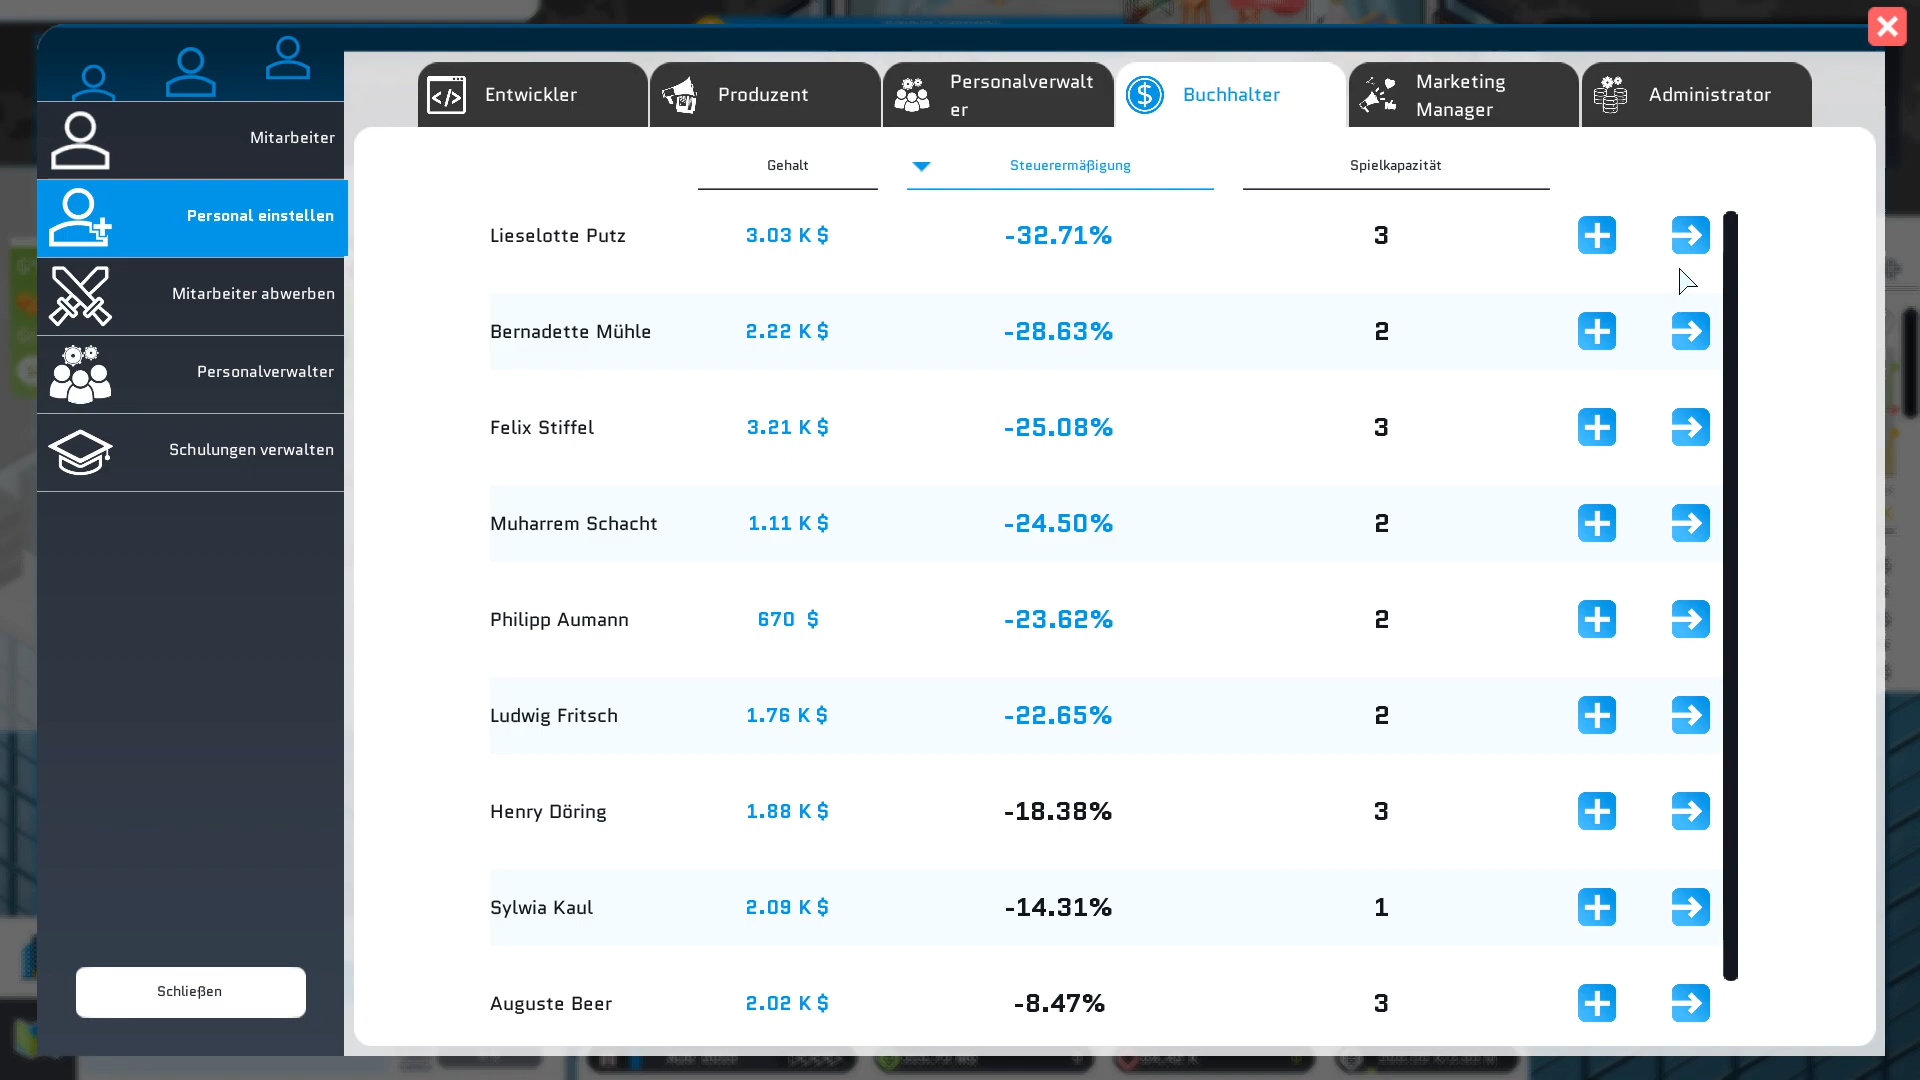 Entwickler
Produzent
Personalverwalt
er
Buchhalter
Marketing
Manager
Administrator
Mitarbeiter
Personal einstellen
Mitarbeiter abwerben
Personalverwalter
Schulungen verwalten
Schließen
Gehalt Steuerermäßigung Spielkapazität
Lieselotte Putz 3.03 K $ -32.71% 3
Bernadette Mühle 2.22 K $ -28.63% 2
Felix Stiffel 3.21 K $ -25.08% 3
Muharrem Schacht 1.11 K $ -24.50% 2
Philipp Aumann 670 $ -23.62% 2
Ludwig Fritsch 1.76 K $ -22.65% 2
Henry Döring 1.88 K $ -18.38% 3
Sylwia Kaul 2.09 K $ -14.31% 1
Auguste Beer 2.02 K $ -8.47% 3